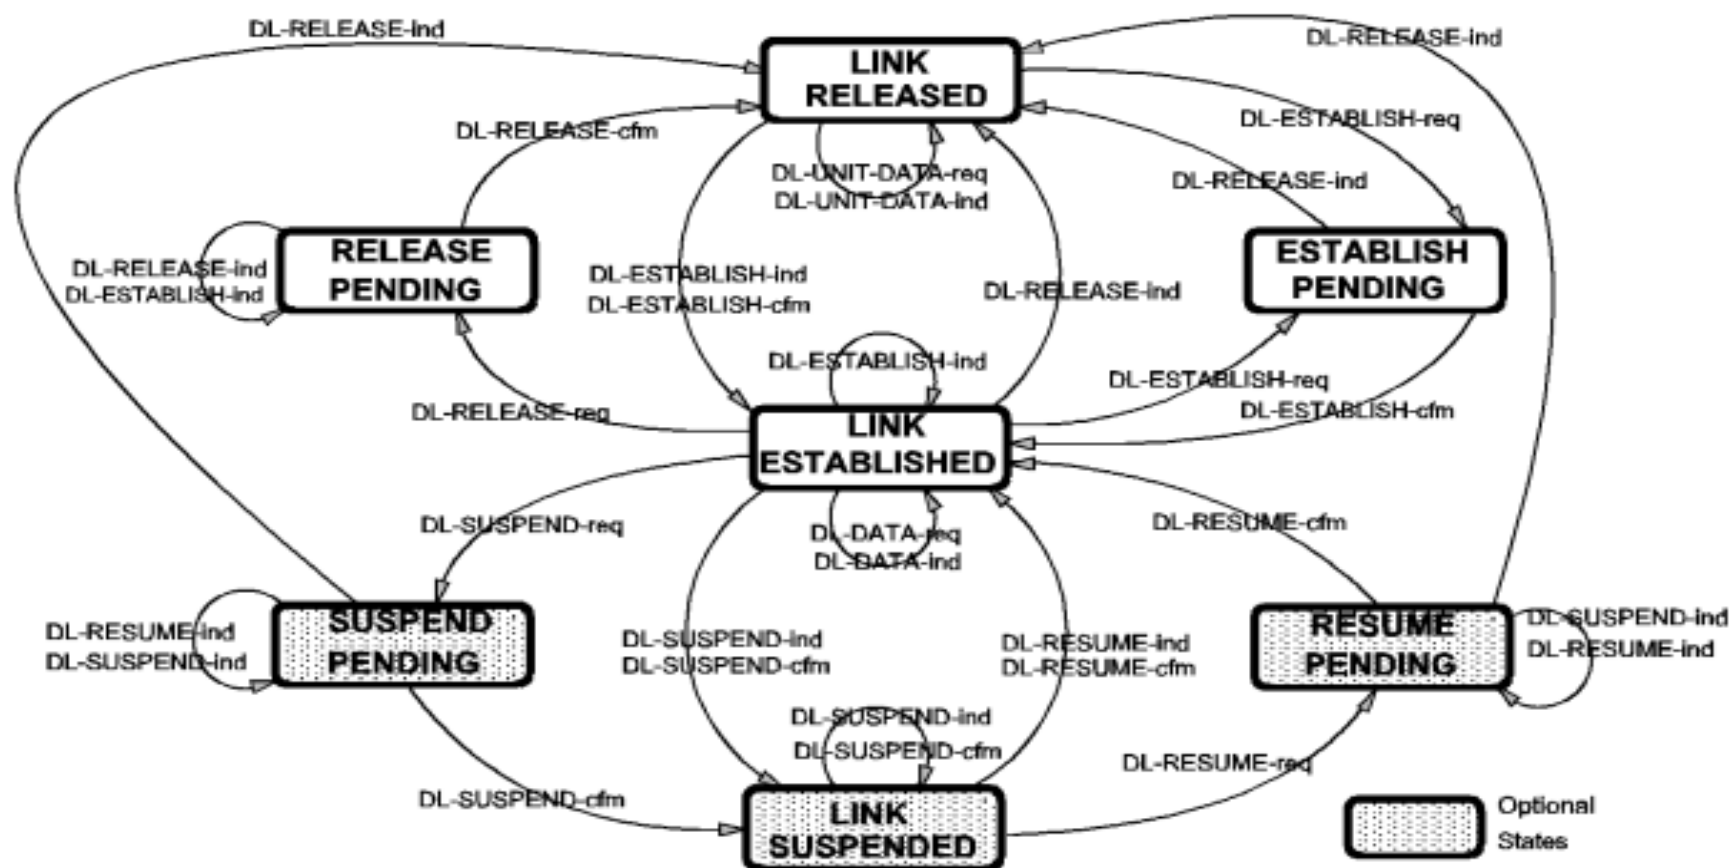 DL-RELEASE-ind
LINK
RELEASED
DL-RELEASE-ind
DL-RELEASE-cfm
DL-ESTABLISH-req
DL-UNIT-DATA-req
DL-UNIT-DATA-ind
DL-RELEASE-ind
RELEASE
PENDING
DL-RELEASE-ind
DL-ESTABLISH-ind
DL-ESTABLISH-ind
DL-ESTABLISH-cfm
DL-RELEASE-ind
ESTABLISH
PENDING
DL-ESTABLISH-ind
DL-ESTABLISH-req
DL-RELEASE-req
DL-ESTABLISH-cfm
LINK
ESTABLISHED
DL-SUSPEND-req
DL-DATA-req
DL-DATA-ind
DL-RESUME-cfm
SUSPEND
PENDING
DL-RESUME-ind
DL-SUSPEND-ind
DL-SUSPEND-ind
DL-SUSPEND-cfm
DL-RESUME-ind
DL-RESUME-cfm
RESUME
PENDING
DL-SUSPEND-ind
DL-RESUME-ind
DL-SUSPEND-ind
DL-SUSPEND-cfm
DL-RESUME-req
DL-SUSPEND-cfm
LINK
SUSPENDED
Optional
States